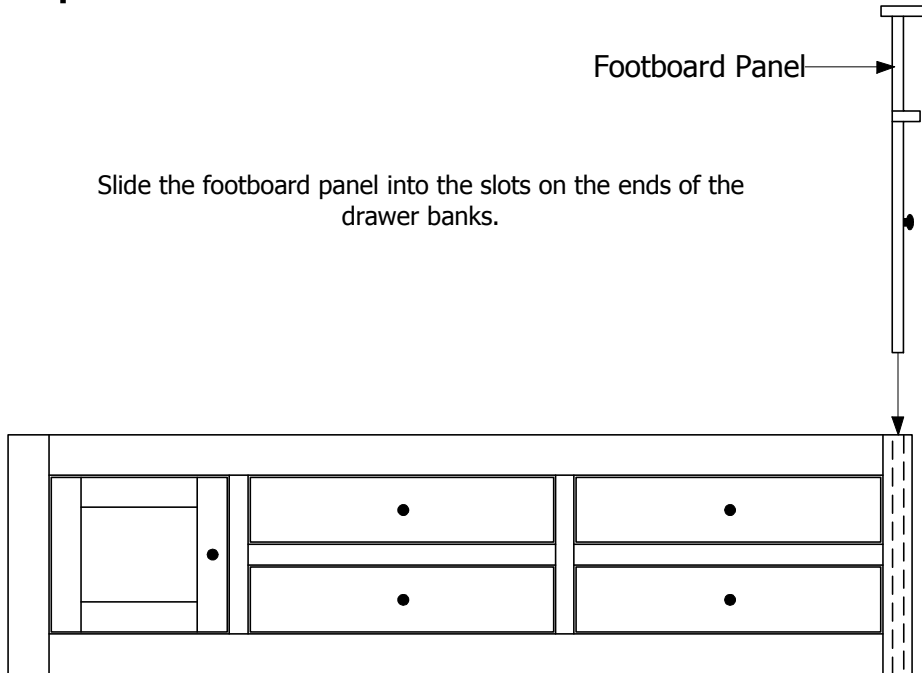 Footboard Panel
Slide the footboard panel into the slots on the ends of the
drawer banks.